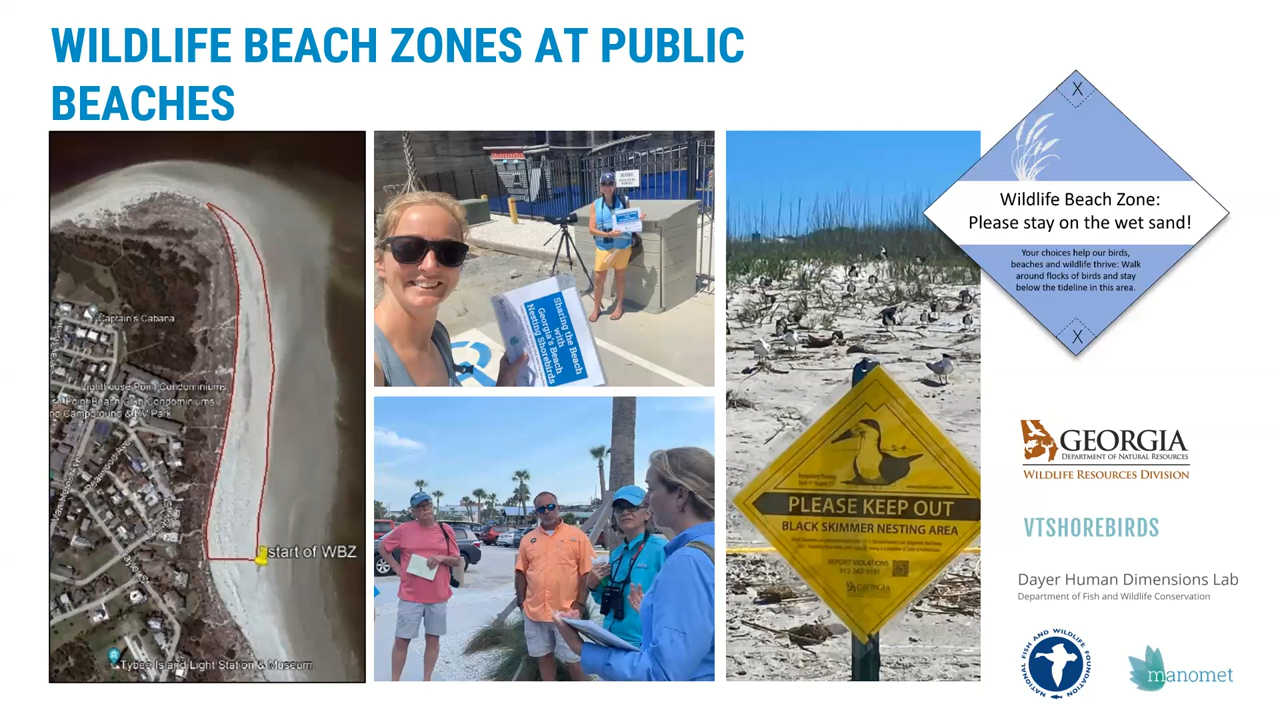 WILDLIFE BEACH ZONES AT PUBLIC
BEACHES
Captain's Cabana
Lighthouse Point Condominiums
start of WBZ
Tybee Island Light Station & Museum
Sharing the Beach
with
Georgia's Beach
Nesting Shorebirds
PLEASE KEEP OUT
BLACK SKIMMER NESTING AREA
REPORT VIOLATIONS
GEORGIA
X
Wildlife Beach Zone:
Please stay on the wet sand!
Your choices help our birds,
beaches and wildlife thrive: Walk
around flocks of birds and stay
below the tideline in this area.
X
GEORGIA
DEPARTMENT OF NATURAL RESOURCES
WILDLIFE RESOURCES DIVISION
VTSHOREBIRDS
Dayer Human Dimensions Lab
Department of Fish and Wildlife Conservation
NATIONAL FISH AND WILDLIFE FOUNDATION
manomet